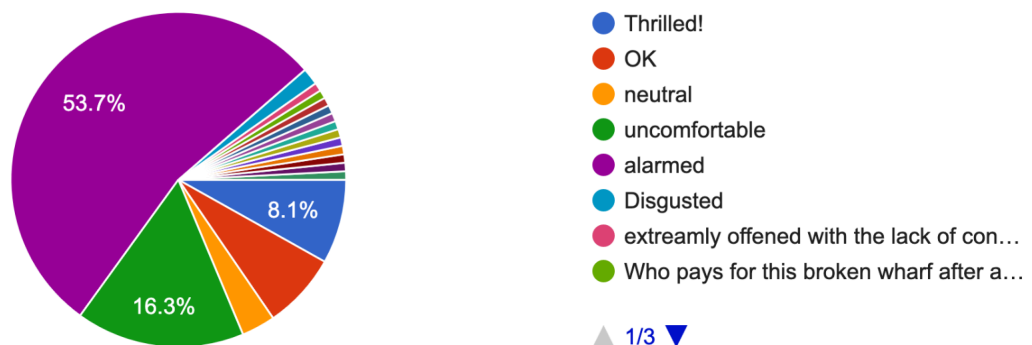 53.7%
8.1%
16.3%
Thrilled!
OK
neutral
uncomfortable
alarmed
Disgusted
extreamly offened with the lack of con…
Who pays for this broken wharf after a…
1/3